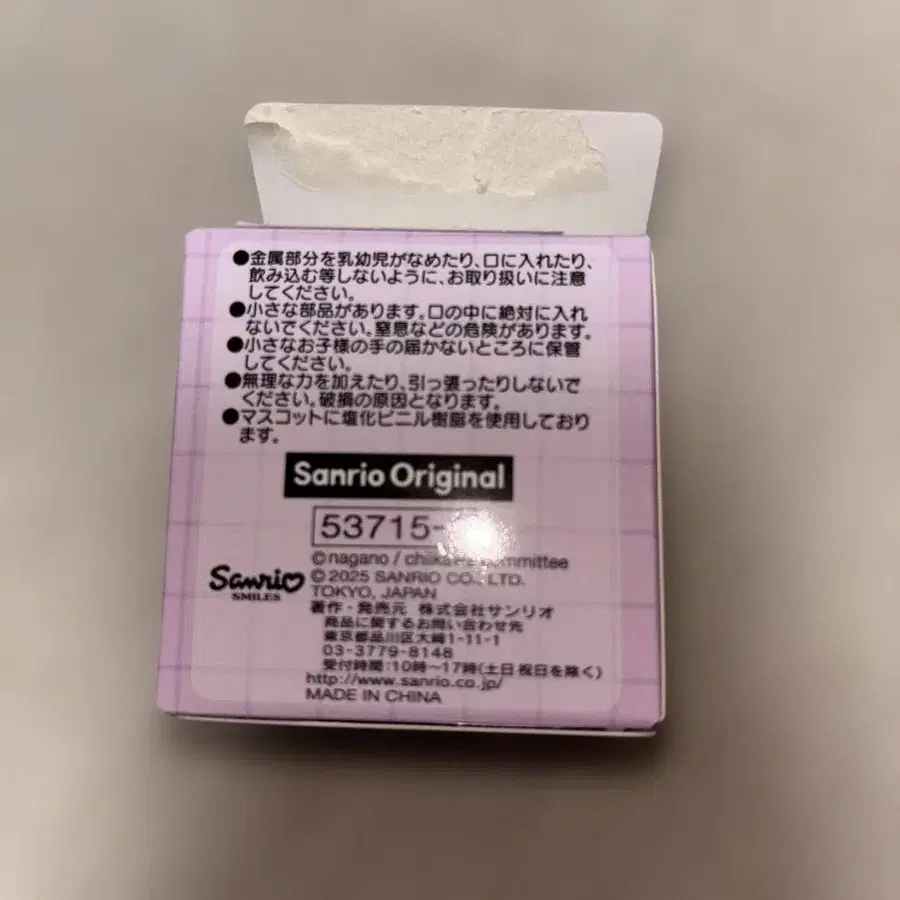 ●金属部分を乳幼児がなめたり、口に入れたり、
飲み込む等しないように、お取り扱いに注意
してください。
●小さな部品があります。口の中に絶対に入れ
ないでください。窒息などの危険があります。
●小さなお子様の手の届かないところに保管
してください。
●無理な力を加えたり、引っ張ったりしないで
ください。破損の原因となります。
●マスコットに塩化ビニル樹脂を使用しており
ます。
Sanrio Original
53715-
©nagano / chiikawa committee
Sanrio
SMILES
© 2025 SANRIO CO., LTD.
TOKYO, JAPAN
著作・発売元 株式会社サンリオ
商品に関するお問い合わせ先
東京都品川区大崎1-11-1
03-3779-8148
受付時間:10時～17時(土日祝日を除く)
http://www.sanrio.co.jp/
MADE IN CHINA